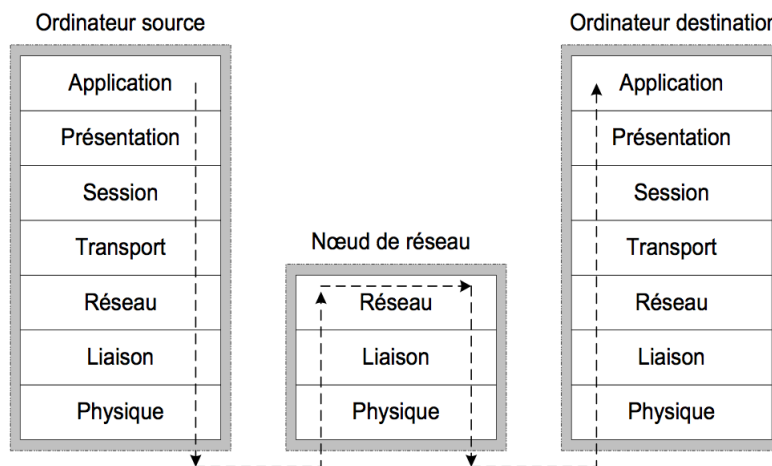 Ordinateur source
Application
Présentation
Session
Transport
Réseau
Liaison
Physique
Nœud de réseau
Réseau
Liaison
Physique
Ordinateur destination
Application
Présentation
Session
Transport
Réseau
Liaison
Physique